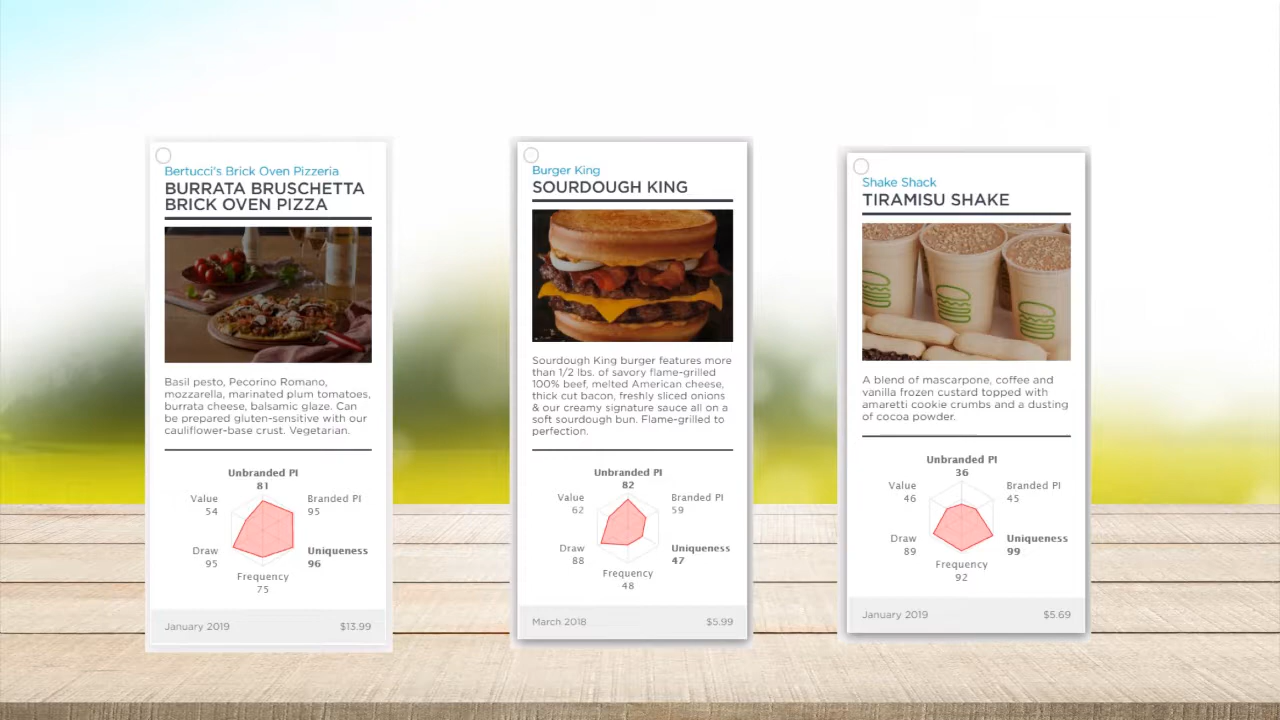 Bertucci's Brick Oven Pizzeria
BURRATA BRUSCHETTA
BRICK OVEN PIZZA
Basil pesto, Pecorino Romano,
mozzarella, marinated plum tomatoes,
burrata cheese, balsamic glaze. Can
be prepared gluten-sensitive with our
cauliflower-base crust. Vegetarian.
Unbranded PI
81
Value
54
Branded PI
95
Draw
95
Uniqueness
96
Frequency
75
January 2019
$13.99
Burger King
SOURDOUGH KING
Sourdough King burger features more
than 1/2 lbs. of savory flame-grilled
100% beef, melted American cheese,
thick cut bacon, freshly sliced onions
& our creamy signature sauce all on a
soft sourdough bun. Flame-grilled to
perfection.
Unbranded PI
82
Value
62
Branded PI
59
Draw
88
Uniqueness
47
Frequency
48
March 2018
$5.99
Shake Shack
TIRAMISU SHAKE
A blend of mascarpone, coffee and
vanilla frozen custard topped with
amaretti cookie crumbs and a dusting
of cocoa powder.
Unbranded PI
36
Value
46
Branded PI
45
Draw
89
Uniqueness
99
Frequency
92
January 2019
$5.69